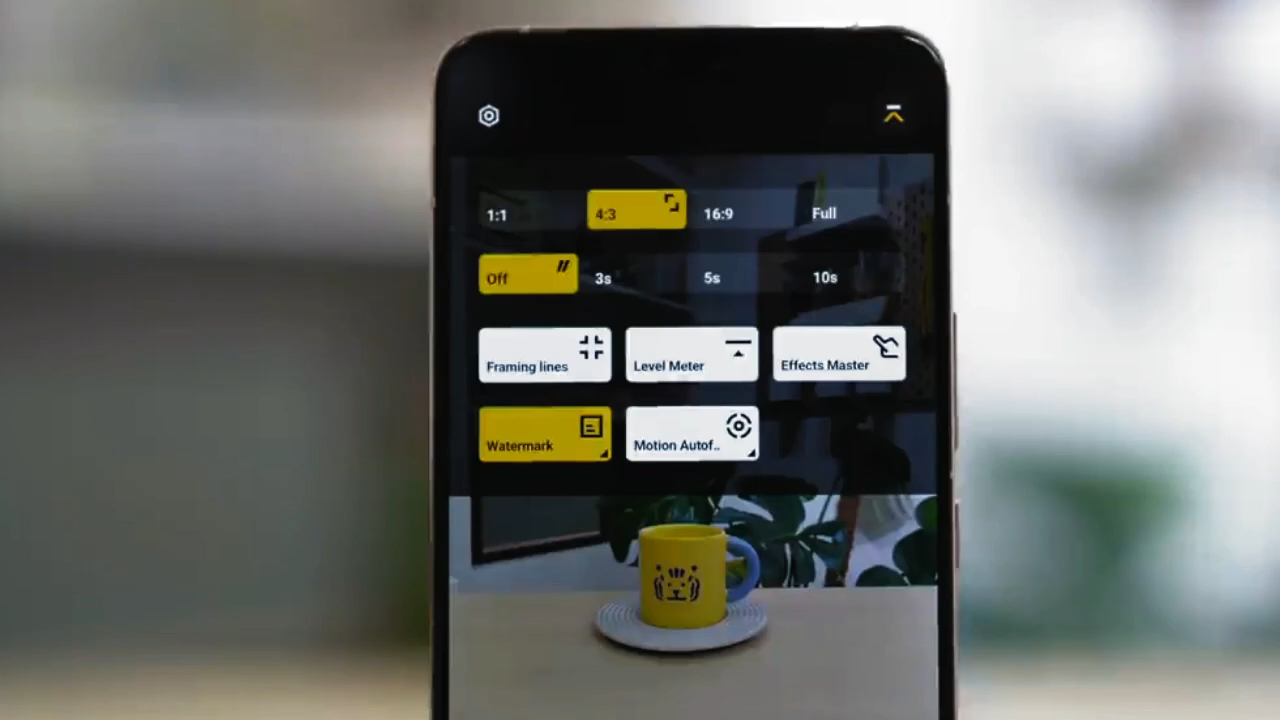 1:1 4:3 16:9 Full
Off 3s 5s 10s
Framing lines Level Meter Effects Master
Watermark Motion Autof..